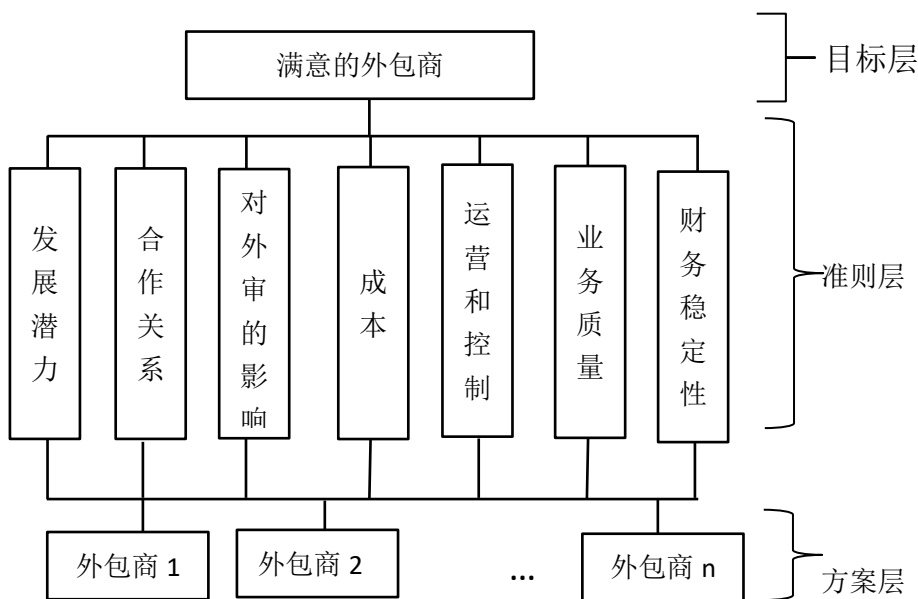 满意的外包商
目标层
发展潜力
合作关系
对外审的影响
成本
运营和控制
业务质量
财务稳定性
准则层
外包商 1
外包商 2
...
外包商 n
方案层